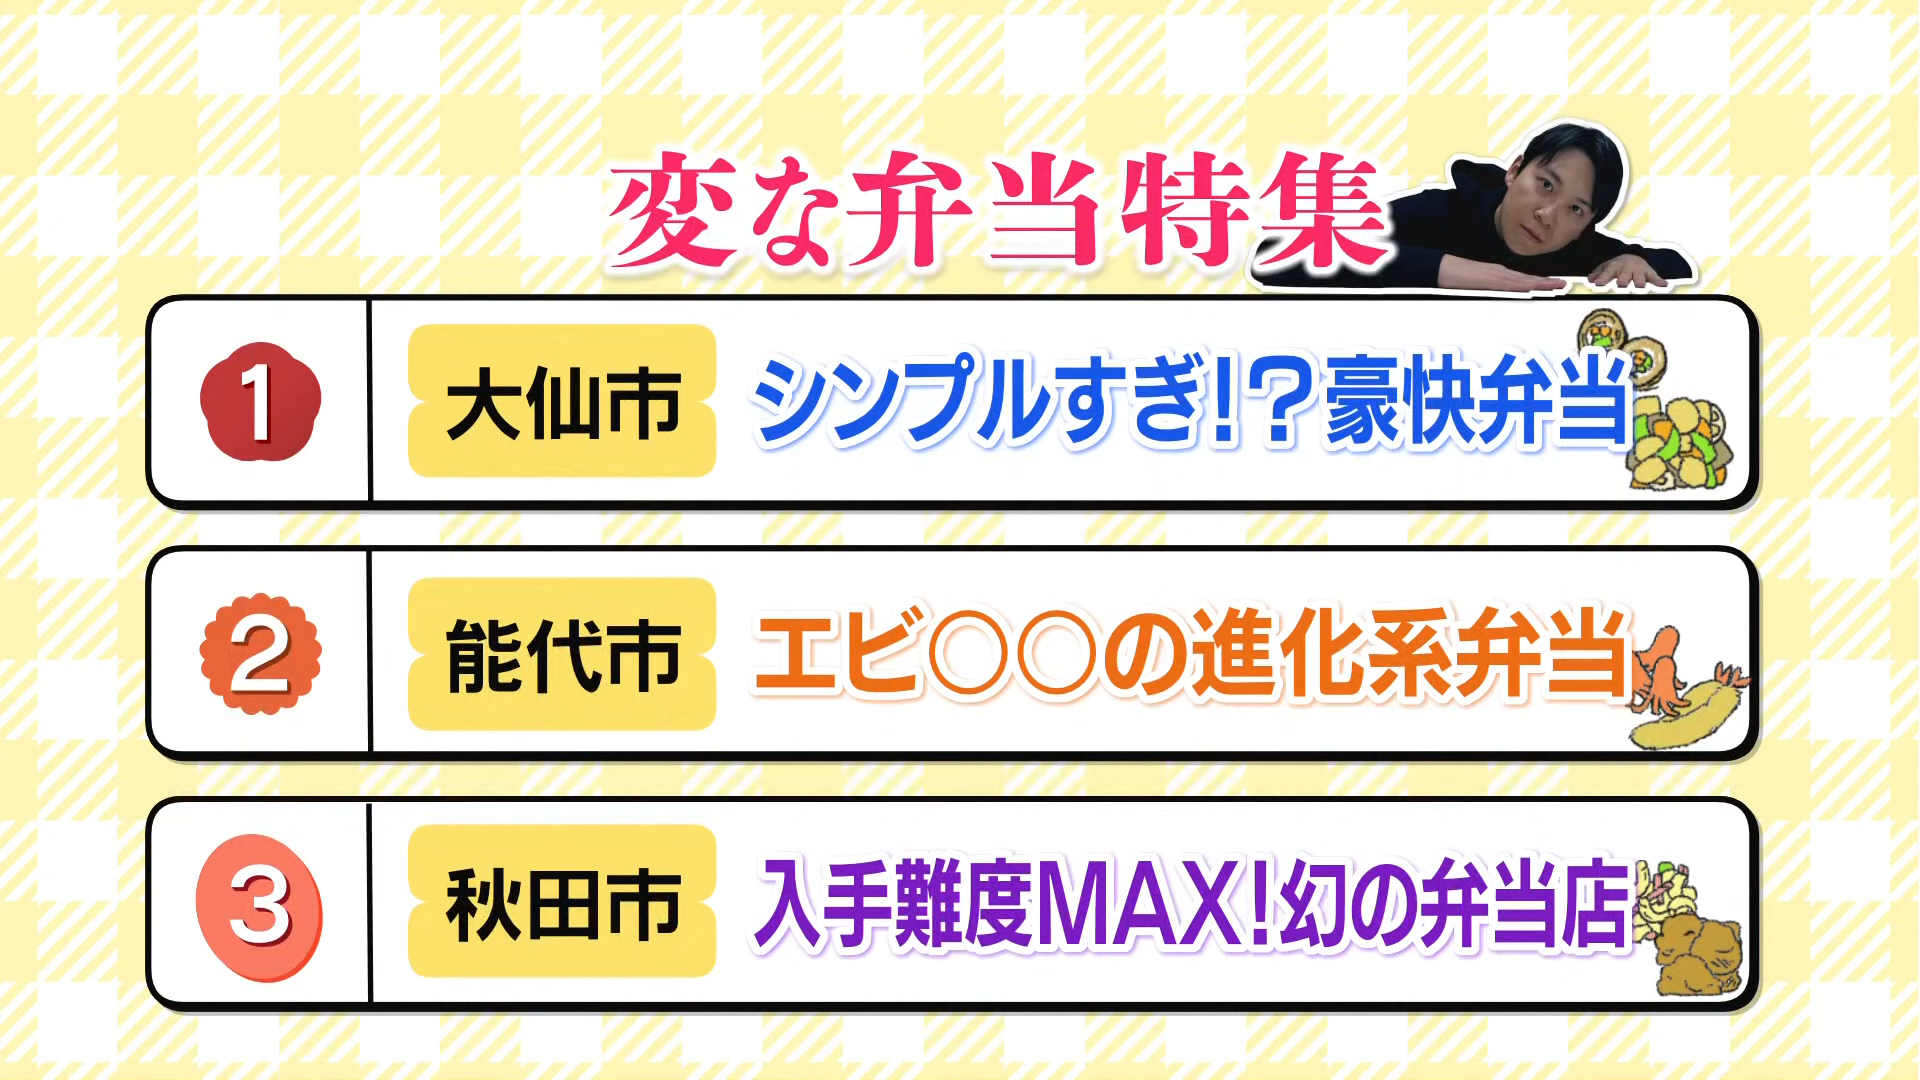 変な弁当特集
1 大仙市 シンプルすぎ!?豪快弁当
2 能代市 エビ○○の進化系弁当
3 秋田市 入手難度MAX!幻の弁当店